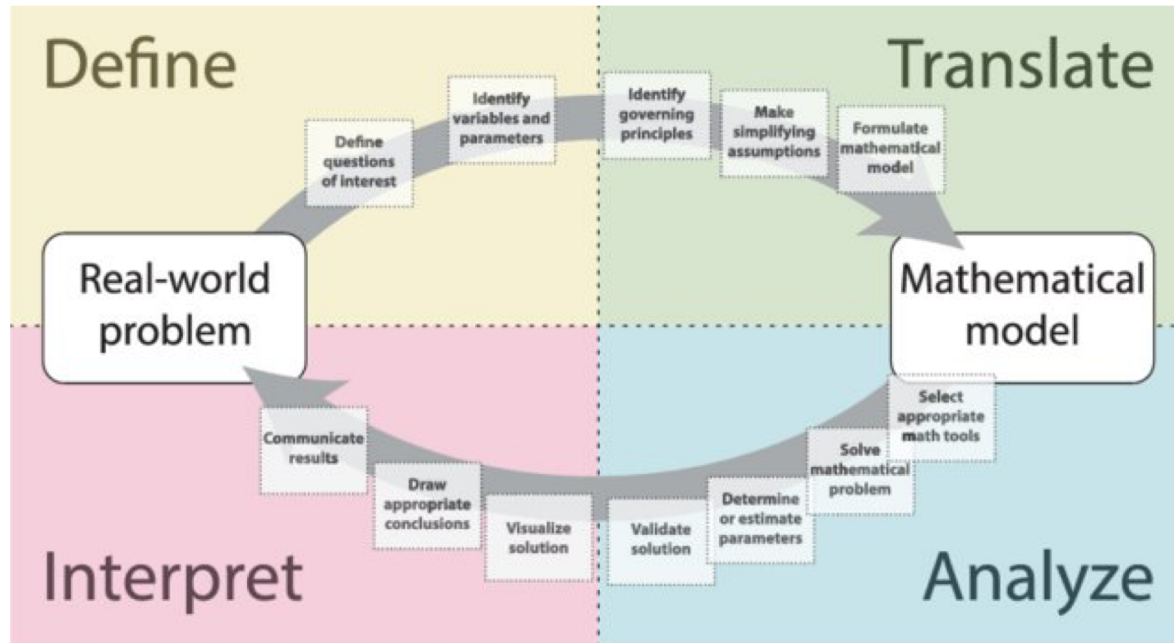 Define
Translate
Identify
variables and
parameters
Identify
governing
principles
Make
simplifying
assumptions
Formulate
mathematical
model
Define
questions
of interest
Real-world
problem
Mathematical
model
Select
appropriate
math tools
Solve
mathematical
problem
Determine
or estimate
parameters
Validate
solution
Visualize
solution
Draw
appropriate
conclusions
Communicate
results
Interpret
Analyze